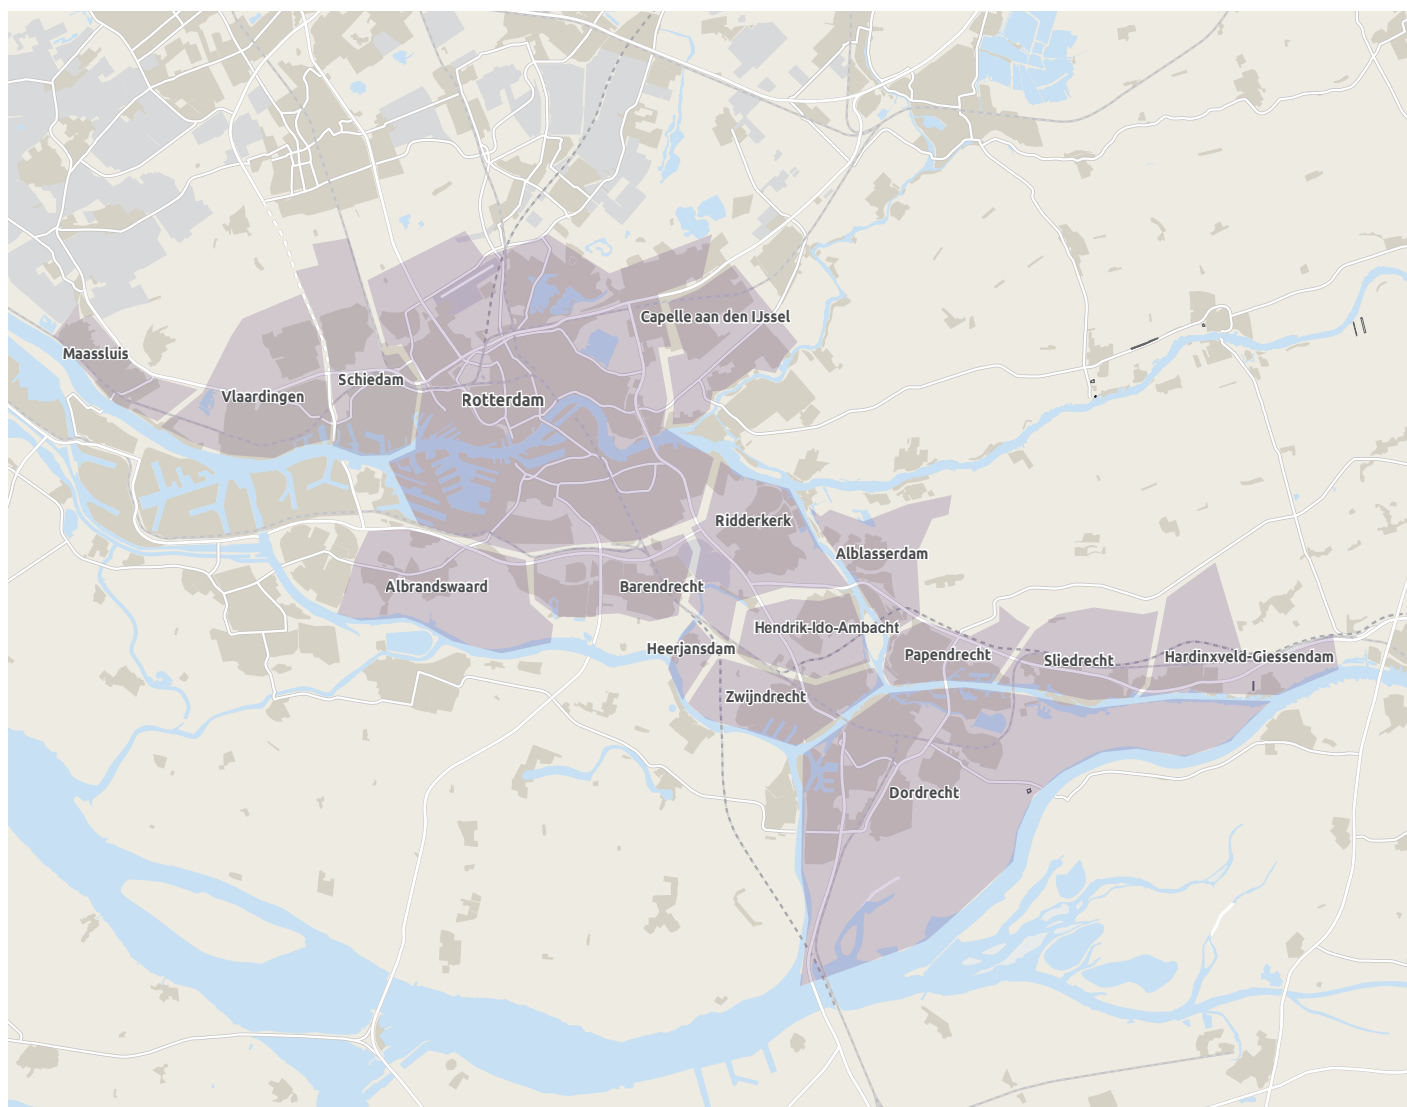 Capelle aan den IJssel
Maassluis
Schiedam
Vlaardingen
Rotterdam
Ridderkerk
Alblasserdam
Albrandswaard
Barendrecht
Hendrik-Ido-Ambacht
Heerjansdam
Papendrecht
Sliedrecht
Hardinxveld-Giessendam
Zwijndrecht
Dordrecht